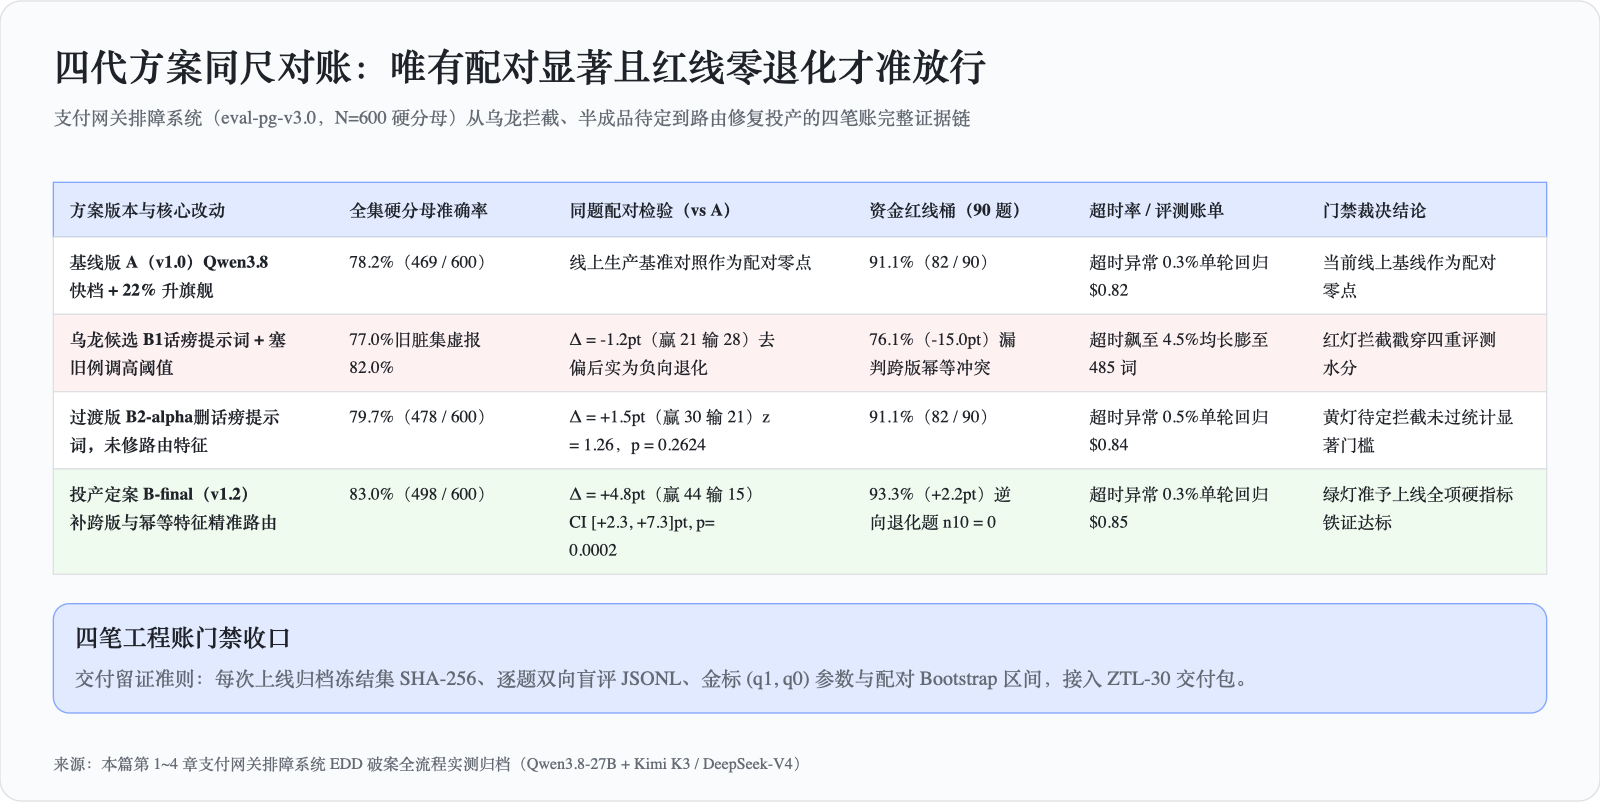 四代方案同尺对账：唯有配对显著且红线零退化才准放行
支付网关排障系统（eval-pg-v3.0，N=600 硬分母）从乌龙拦截、半成品待定到路由修复投产的四笔账完整证据链
方案版本与核心改动
全集硬分母准确率
同题配对检验（vs A）
资金红线桶（90 题）
超时率 / 评测账单
门禁裁决结论
基线版 A（v1.0）Qwen3.8
快档 + 22% 升旗舰
78.2%（469 / 600）
线上生产基准对照作为配对零点
91.1%（82 / 90）
超时异常 0.3%单轮回归
$0.82
当前线上基线作为配对
零点
乌龙候选 B1话痨提示词 + 塞
旧例调高阈值
77.0%旧脏集虚报
82.0%
Δ = -1.2pt（赢 21 输 28）去
偏后实为负向退化
76.1%（-15.0pt）漏
判跨版幂等冲突
超时飙至 4.5%均长膨至
485 词
红灯拦截戳穿四重评测
水分
过渡版 B2-alpha删话痨提示
词，未修路由特征
79.7%（478 / 600）
Δ = +1.5pt（赢 30 输 21）z
= 1.26，p = 0.2624
91.1%（82 / 90）
超时异常 0.5%单轮回归
$0.84
黄灯待定拦截未过统计显
著门槛
投产定案 B-final（v1.2）
补跨版与幂等特征精准路由
83.0%（498 / 600）
Δ = +4.8pt（赢 44 输 15）
CI [+2.3, +7.3]pt, p=
0.0002
93.3%（+2.2pt）逆
向退化题 n10 = 0
超时异常 0.3%单轮回归
$0.85
绿灯准予上线全项硬指标
铁证达标
四笔工程账门禁收口
交付留证准则：每次上线归档冻结集 SHA-256、逐题双向盲评 JSONL、金标 (q1, q0) 参数与配对 Bootstrap 区间，接入 ZTL-30 交付包。
来源：本篇第 1~4 章支付网关排障系统 EDD 破案全流程实测归档（Qwen3.8-27B + Kimi K3 / DeepSeek-V4）